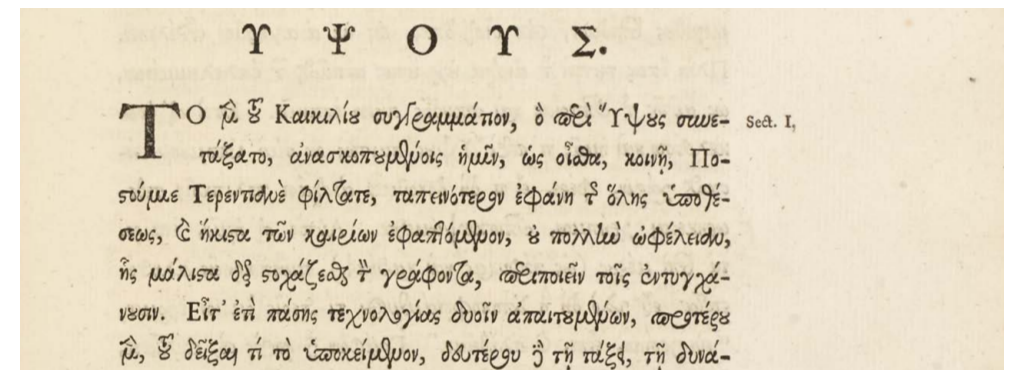 ΥΨΟΥΣ.
ΤΟ μὲν τοῦ Καικιλίου συγγραμμάτιον, ὃ περὶ Ὕψους συνε- Sect. I,
τάξατο, ἀνασκοπουμένοις ἡμῖν, ὡς οἶσθα, κοινῇ, Πο-
στούμιε Τερεντιανὲ φίλτατε, ταπεινότερον ἐφάνη τῆς ὅλης ὑποθέ-
σεως, καὶ ἥκιστα τῶν καιρίων ἐφαπτόμενον, οὐ πολλὴν ὠφέλειαν,
ἧς μάλιστα δεῖ στοχάζεσθαι τὸν γράφοντα, περιποιεῖν τοῖς ἐντυγχά-
νουσιν. Εἶτ' ἐπὶ πάσης τεχνολογίας δυοῖν ἀπαιτουμένων, προτέρου
μὲν, τοῦ δεῖξαι τί τὸ ὑποκείμενον, δευτέρου δὲ τῇ τάξει, τῇ δυνά-